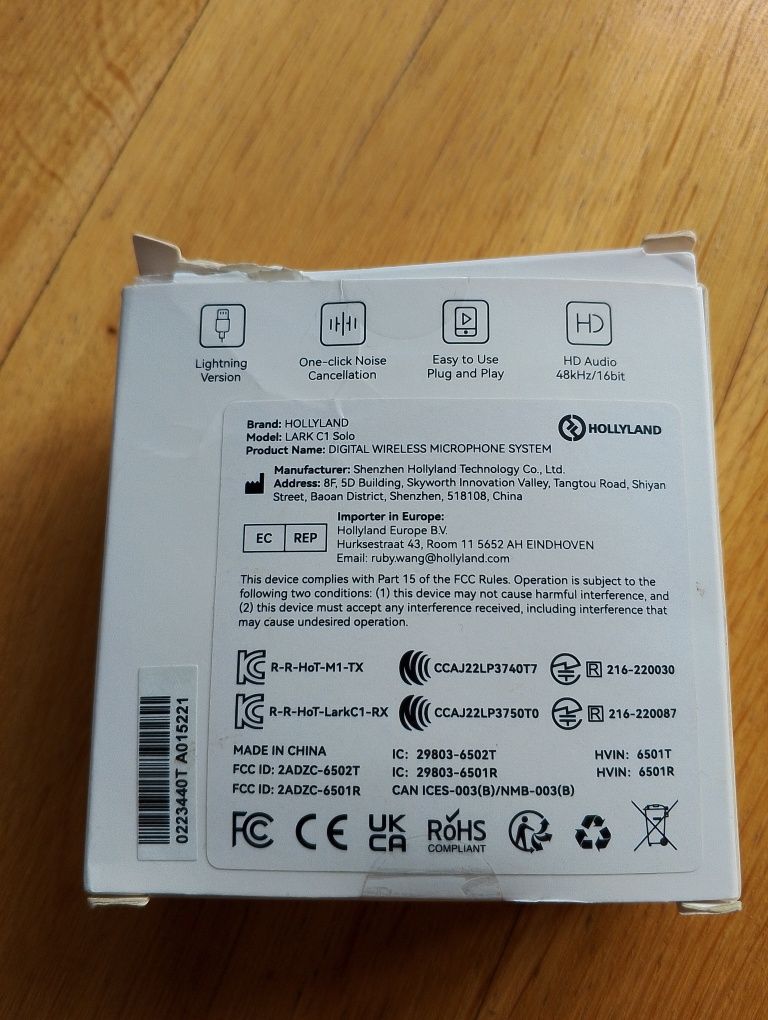 Lightning
Version
One-click Noise
Cancellation
Easy to Use
Plug and Play
HD
HD Audio
48kHz/16bit
Brand: HOLLYLAND
Model: LARK C1 Solo
Product Name: DIGITAL WIRELESS MICROPHONE SYSTEM
HOLLYLAND
Manufacturer: Shenzhen Hollyland Technology Co., Ltd.
Address: 8F, 5D Building, Skyworth Innovation Valley, Tangtou Road, Shiyan
Street, Baoan District, Shenzhen, 518108, China
EC REP
Importer in Europe:
Hollyland Europe B.V.
Hurksestraat 43, Room 11 5652 AH EINDHOVEN
Email: ruby.wang@hollyland.com
This device complies with Part 15 of the FCC Rules. Operation is subject to the
following two conditions: (1) this device may not cause harmful interference, and
(2) this device must accept any interference received, including interference that
may cause undesired operation.
R-R-HoT-M1-TX
CCAJ22LP3740T7
R 216-220030
R-R-HoT-LarkC1-RX
CCAJ22LP3750T0
R 216-220087
MADE IN CHINA
IC: 29803-6502T
HVIN: 6501T
FCC ID: 2ADZC-6502T
IC: 29803-6501R
HVIN: 6501R
FCC ID: 2ADZC-6501R
CAN ICES-003(B)/NMB-003(B)
FC CE UK
CA
RoHS
COMPLIANT
0223440T A015221